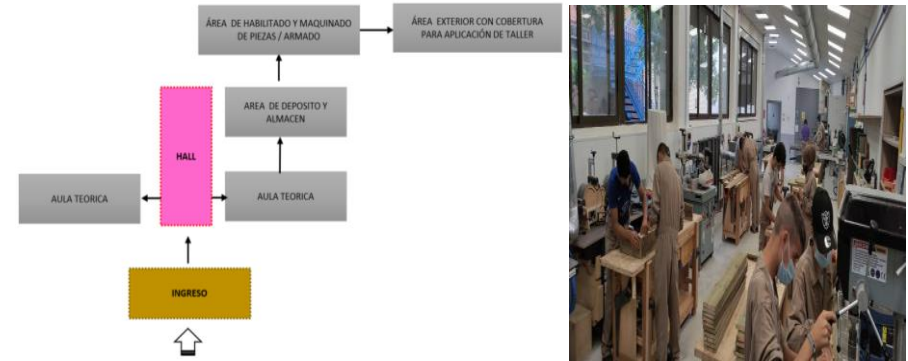 ÁREA DE HABILITADO Y MAQUINADO
DE PIEZAS / ARMADO
ÁREA EXTERIOR CON COBERTURA
PARA APLICACIÓN DE TALLER
AREA DE DEPOSITO Y
ALMACEN
HALL
AULA TEORICA
AULA TEORICA
INGRESO